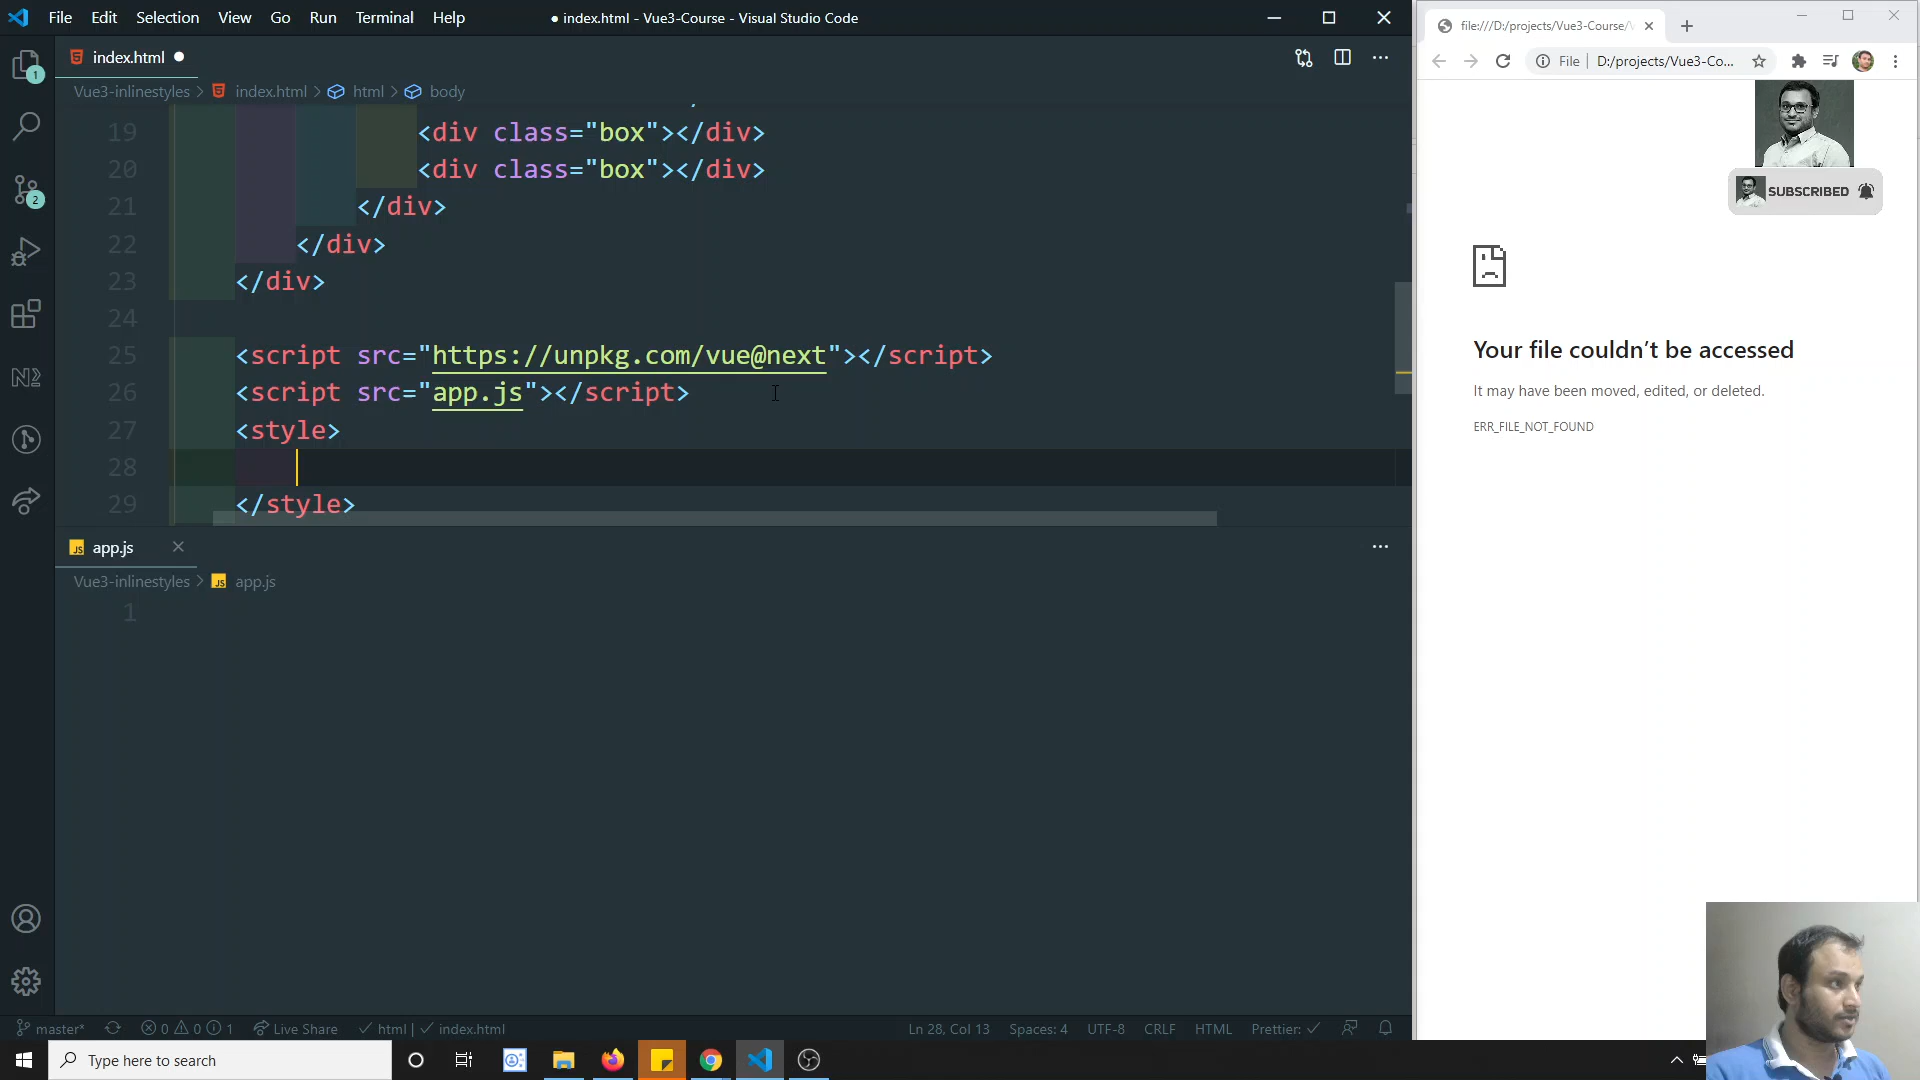 File Edit Selection View Go Run Terminal Help
● index.html - Vue3-Course - Visual Studio Code
index.html ●
Vue3-inlinestyles > index.html > html > body
19 <div class="box"></div>
20 <div class="box"></div>
21 </div>
22 </div>
23 </div>
24
25 <script src="https://unpkg.com/vue@next"></script>
26 <script src="app.js"></script>
27 <style>
28
29 </style>
JS app.js
Vue3-inlinestyles > JS app.js
1
1
2
master* 0 0 1 Live Share html | index.html Ln 28, Col 13 Spaces: 4 UTF-8 CRLF HTML Prettier:
Type here to search
file:///D:/projects/Vue3-Course/
File | D:/projects/Vue3-Co...
SUBSCRIBED
Your file couldn't be accessed
It may have been moved, edited, or deleted.
ERR_FILE_NOT_FOUND